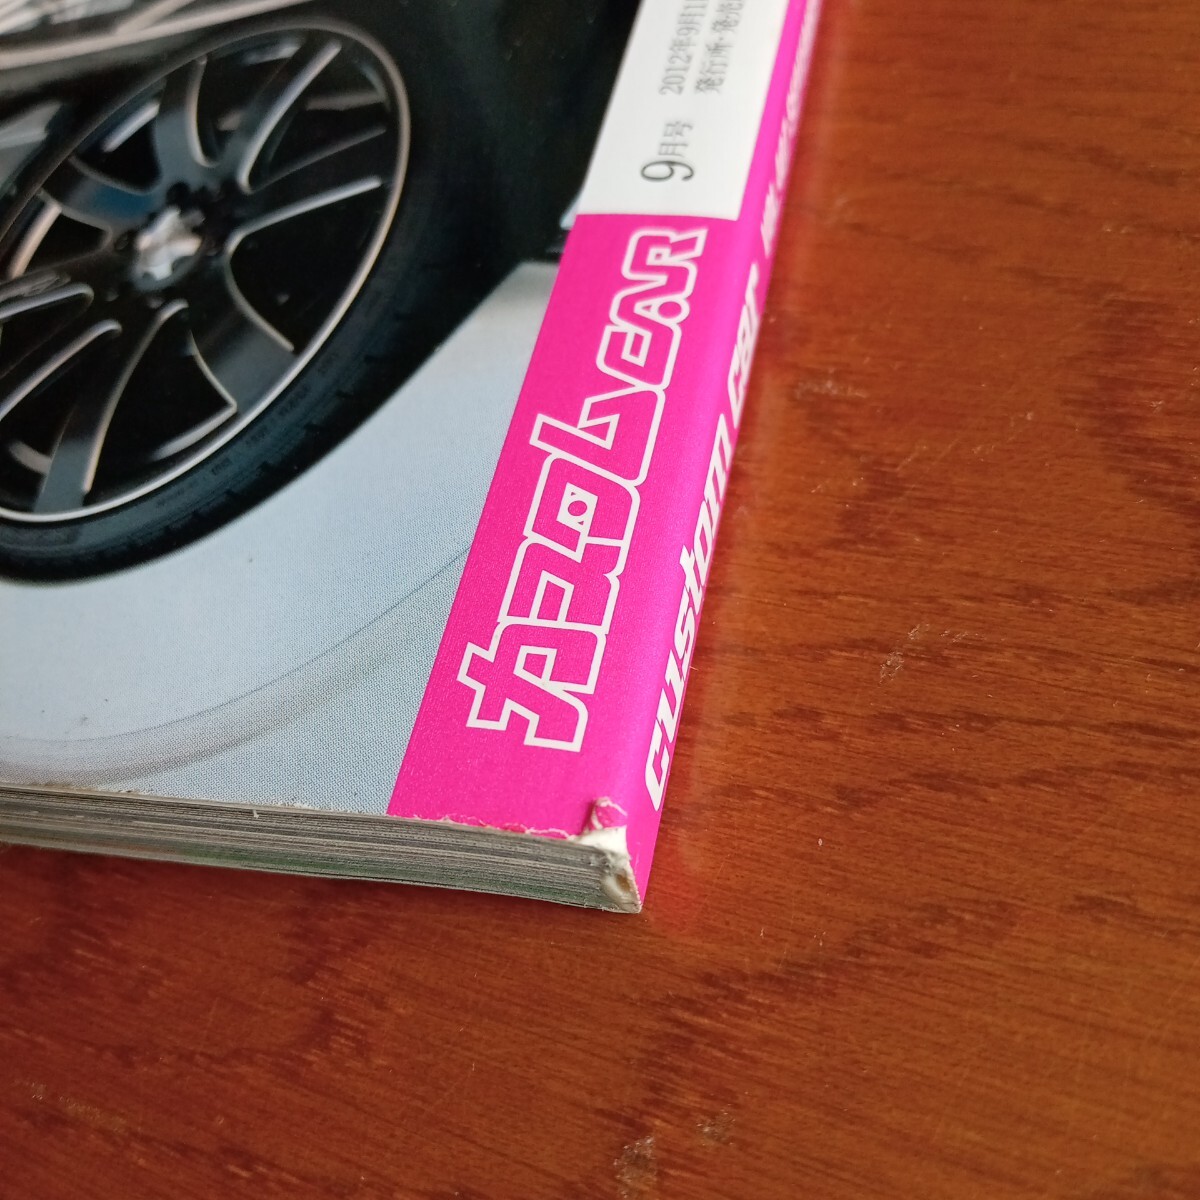 9月号 2012年9月1
発行所・発売
カスタムCAR
custom car